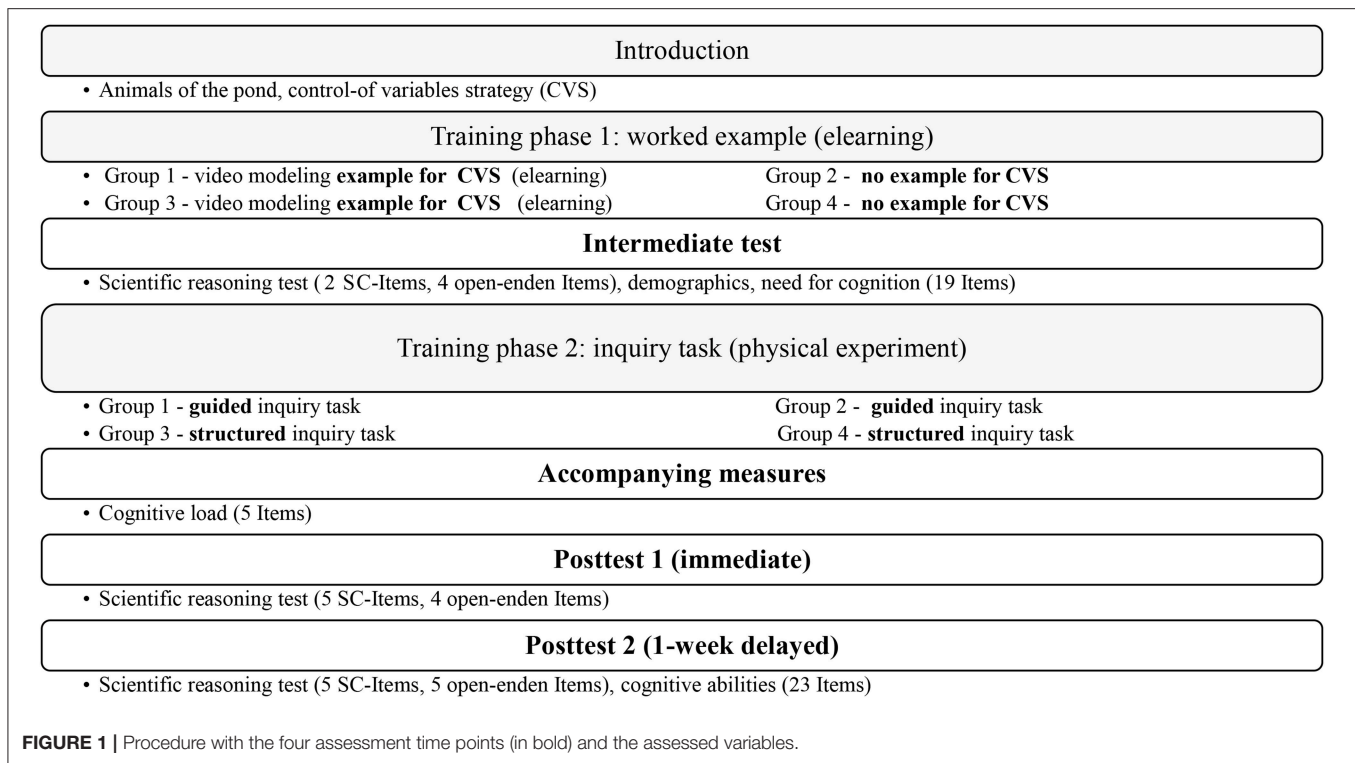 Introduction
• Animals of the pond, control-of variables strategy (CVS)
Training phase 1: worked example (elearning)
• Group 1 - video modeling example for CVS (elearning) Group 2 - no example for CVS
• Group 3 - video modeling example for CVS (elearning) Group 4 - no example for CVS
Intermediate test
• Scientific reasoning test (2 SC-Items, 4 open-enden Items), demographics, need for cognition (19 Items)
Training phase 2: inquiry task (physical experiment)
• Group 1 - guided inquiry task Group 2 - guided inquiry task
• Group 3 - structured inquiry task Group 4 - structured inquiry task
Accompanying measures
• Cognitive load (5 Items)
Posttest 1 (immediate)
• Scientific reasoning test (5 SC-Items, 4 open-enden Items)
Posttest 2 (1-week delayed)
• Scientific reasoning test (5 SC-Items, 5 open-enden Items), cognitive abilities (23 Items)
FIGURE 1 | Procedure with the four assessment time points (in bold) and the assessed variables.